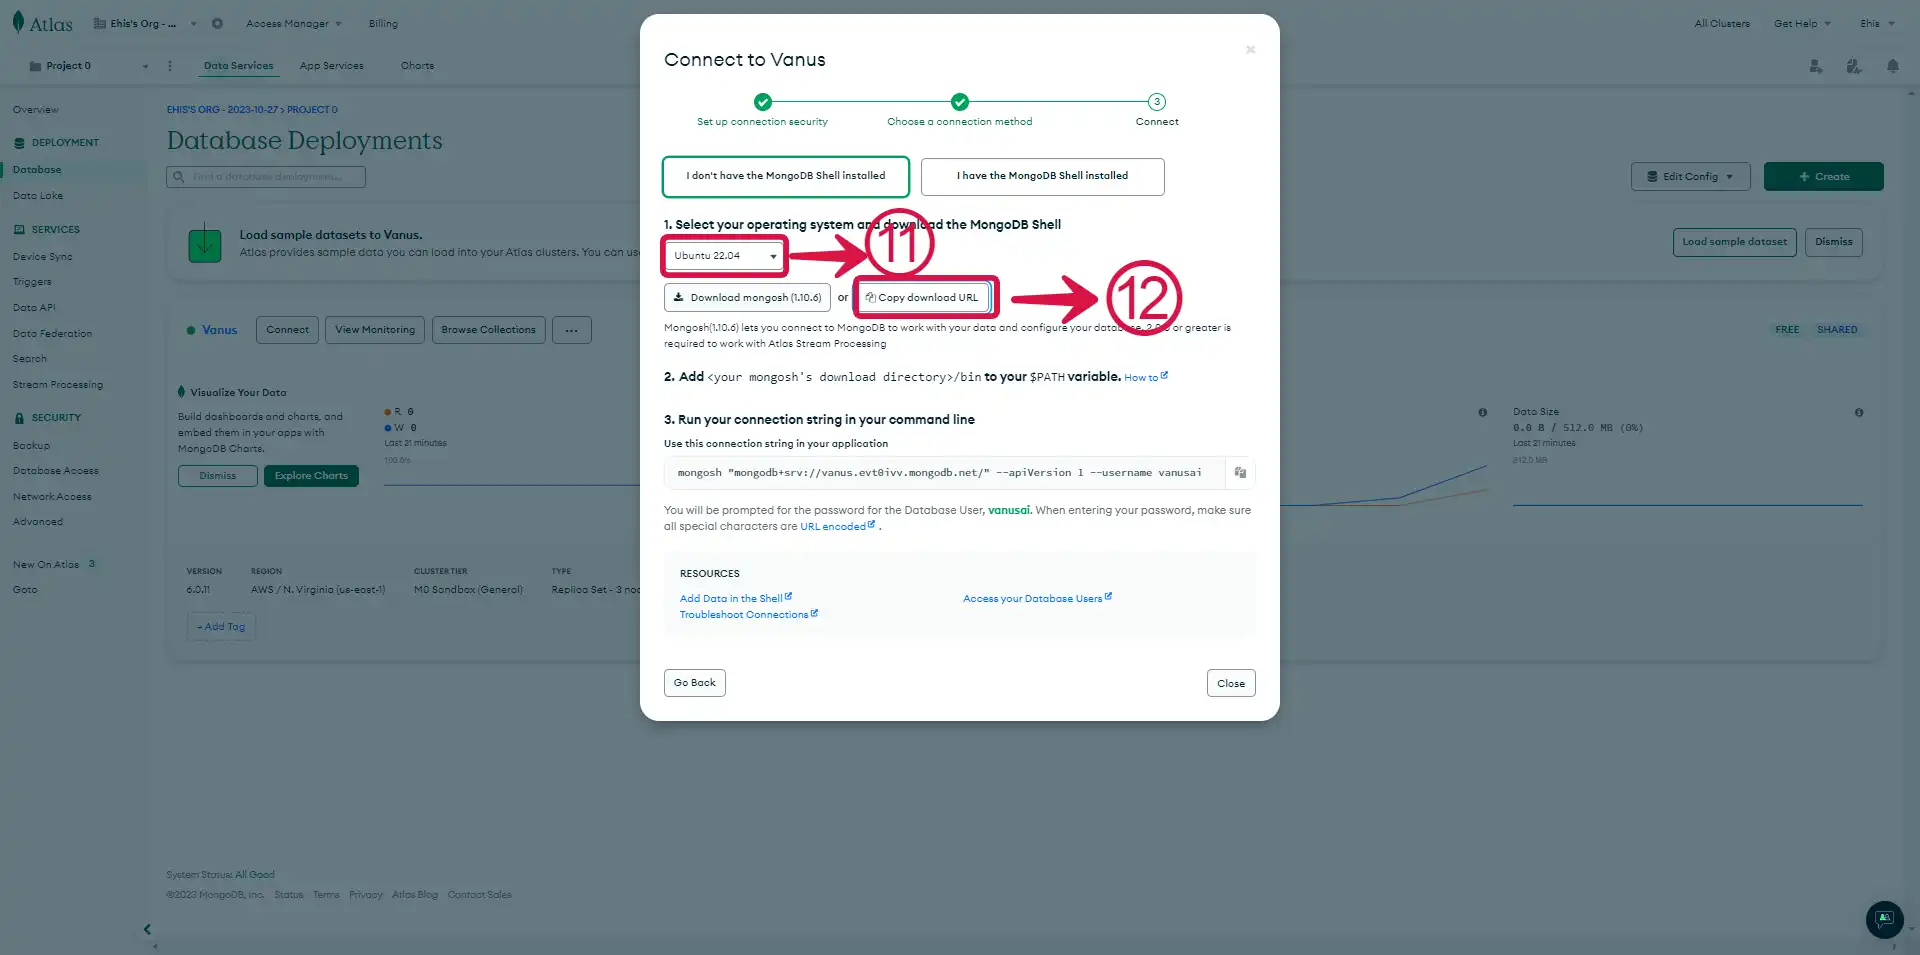 Atlas
Ehis's Org - ...
Access Manager
Billing
All Clusters
Get Help
Ehis
Project 0
Data Services
App Services
Charts
Overview
DEPLOYMENT
Database
Data Lake
SERVICES
Device Sync
Triggers
Data API
Data Federation
Search
Stream Processing
SECURITY
Backup
Database Access
Network Access
Advanced
New On Atlas 3
Goto
EHIS'S ORG - 2023-10-27 > PROJECT 0
Database Deployments
Find a database deployment...
Edit Config
+ Create
Load sample datasets to Vanus.
Atlas provides sample data you can load into your Atlas clusters. You can use
Load sample dataset
Dismiss
Vanus
Connect
View Monitoring
Browse Collections
...
FREE
SHARED
Visualize Your Data
Build dashboards and charts, and
embed them in your apps with
MongoDB Charts.
Dismiss
Explore Charts
R 0
W 0
Last 21 minutes
100.0/s
Data Size
0.0 B / 512.0 MB (0%)
Last 21 minutes
512.0 MB
VERSION
6.0.11
REGION
AWS / N. Virginia (us-east-1)
CLUSTER TIER
M0 Sandbox (General)
TYPE
Replica Set - 3 nod
+ Add Tag
System Status: All Good
©2023 MongoDB, Inc. Status Terms Privacy Atlas Blog Contact Sales
Connect to Vanus
Set up connection security
Choose a connection method
3
Connect
I don't have the MongoDB Shell installed
I have the MongoDB Shell installed
1. Select your operating system and download the MongoDB Shell
Ubuntu 22.04
11
Download mongosh (1.10.6)
or
Copy download URL
12
Mongosh(1.10.6) lets you connect to MongoDB to work with your data and configure your database. 2.0.0 or greater is
required to work with Atlas Stream Processing
2. Add <your mongosh's download directory>/bin to your $PATH variable. How to
3. Run your connection string in your command line
Use this connection string in your application
mongosh "mongodb+srv://vanus.evt0ivv.mongodb.net/" --apiVersion 1 --username vanusai
You will be prompted for the password for the Database User, vanusai. When entering your password, make sure
all special characters are URL encoded .
RESOURCES
Add Data in the Shell
Access your Database Users
Troubleshoot Connections
Go Back
Close